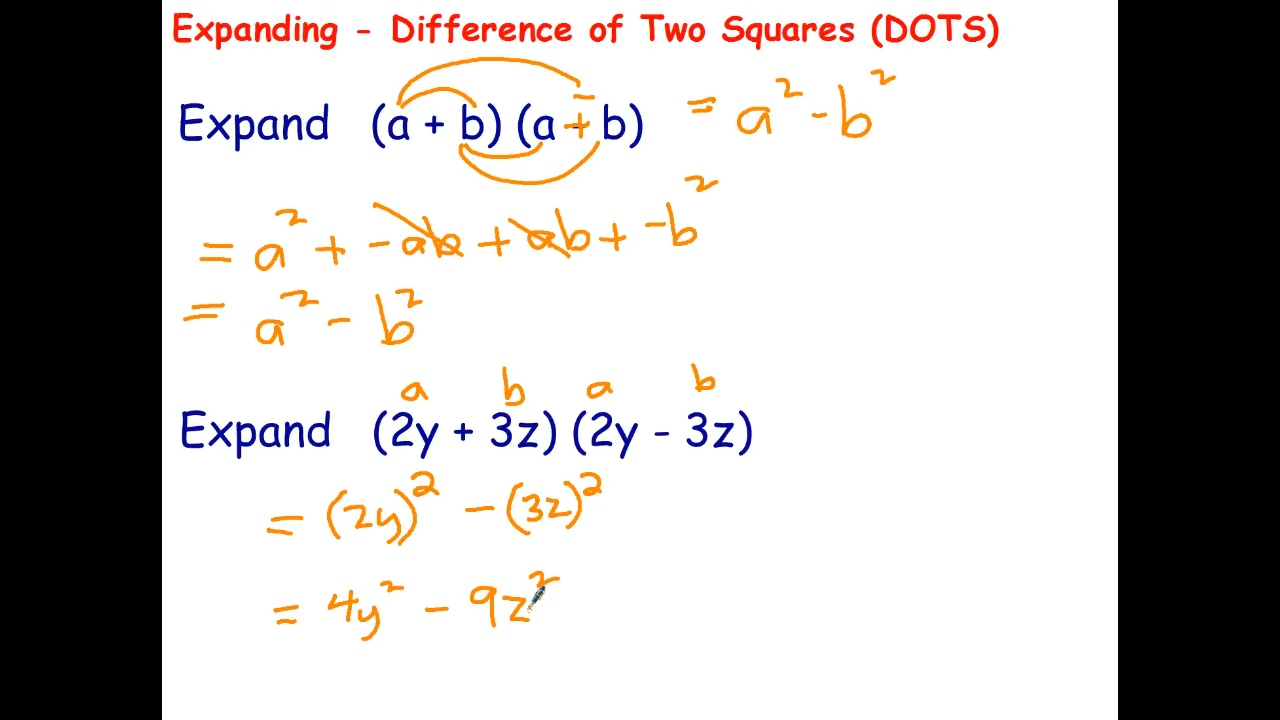 Expanding - Difference of Two Squares (DOTS)
Expand (a + b) (a - b) = a² - b²
= a² + -ab + ab + -b²
= a² - b²
a b a b
Expand (2y + 3z) (2y - 3z)
= (2y)² - (3z)²
= 4y² - 9z²